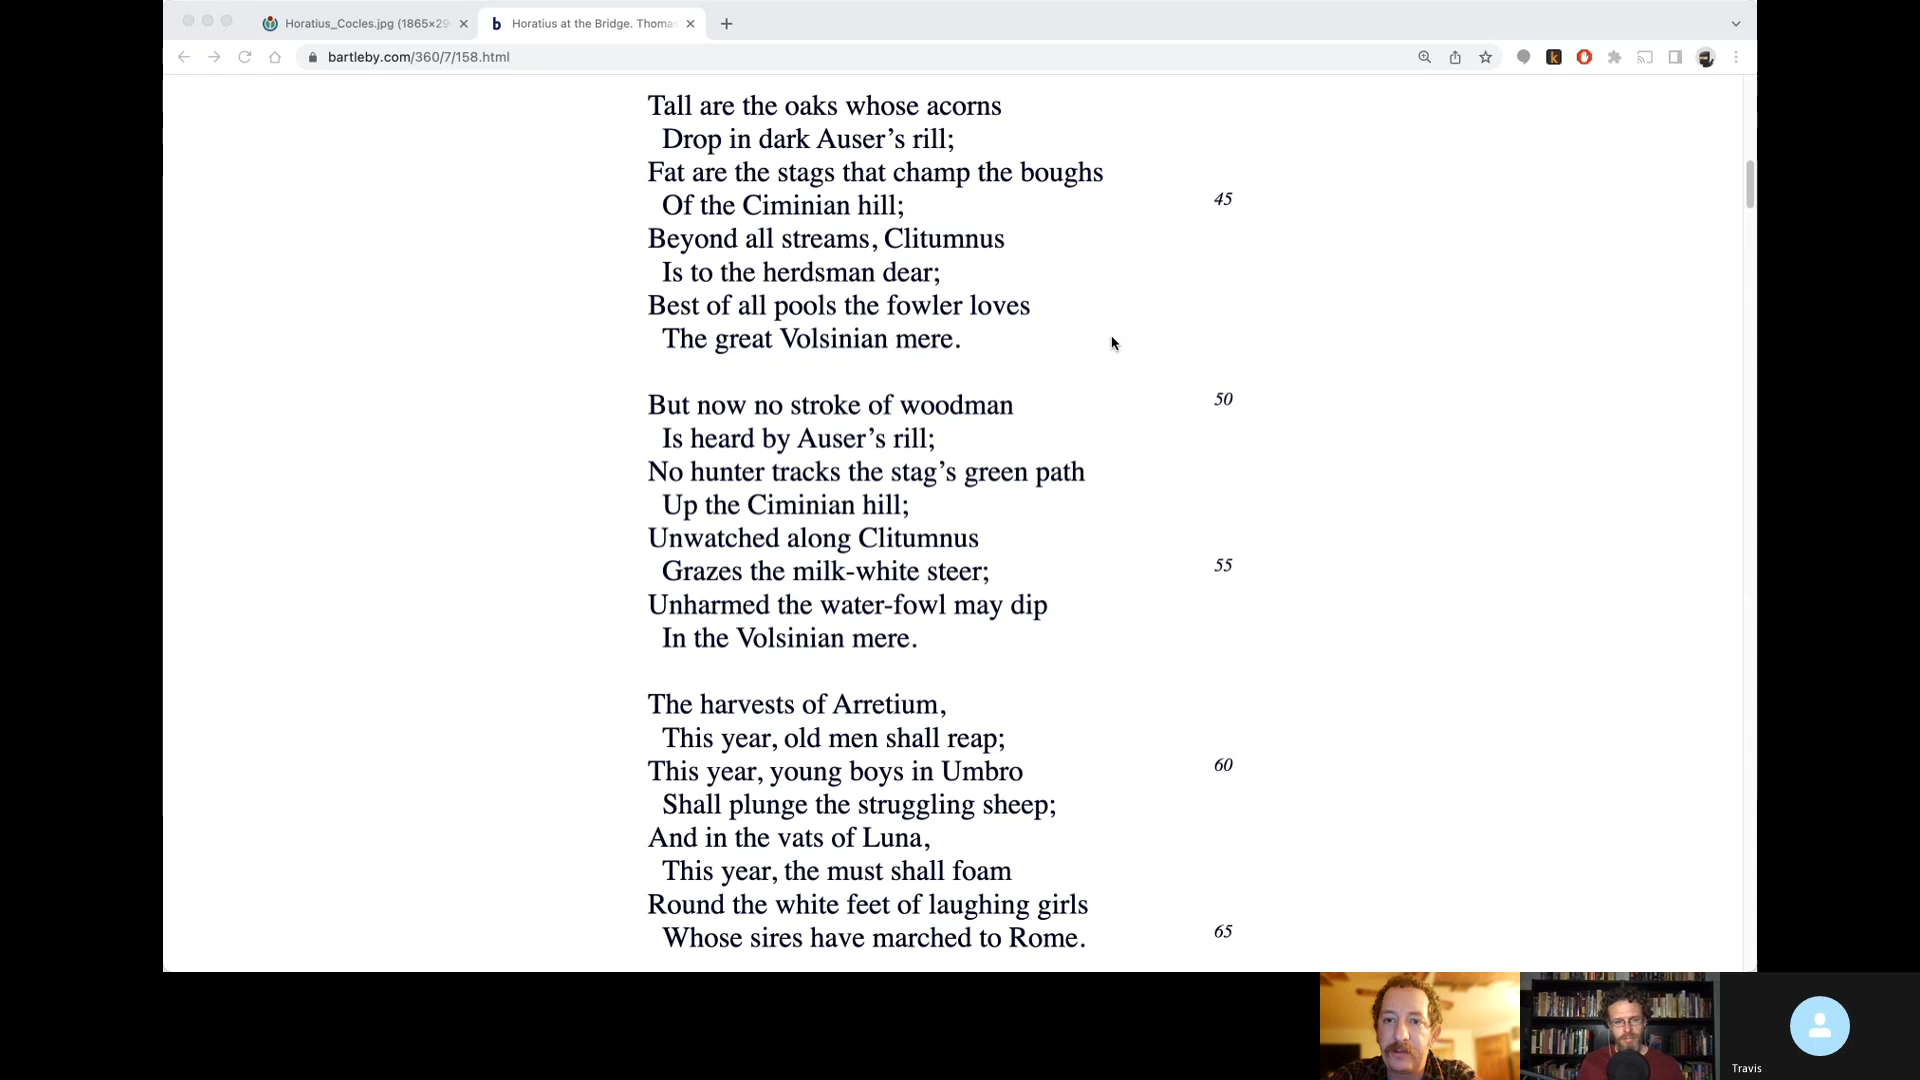 Horatius_Cocles.jpg (1865×29
Horatius at the Bridge. Thoma
bartleby.com/360/7/158.html
Tall are the oaks whose acorns
Drop in dark Auser’s rill;
Fat are the stags that champ the boughs
Of the Ciminian hill; 45
Beyond all streams, Clitumnus
Is to the herdsman dear;
Best of all pools the fowler loves
The great Volsinian mere.
But now no stroke of woodman 50
Is heard by Auser’s rill;
No hunter tracks the stag’s green path
Up the Ciminian hill;
Unwatched along Clitumnus
Grazes the milk-white steer; 55
Unharmed the water-fowl may dip
In the Volsinian mere.
The harvests of Arretium,
This year, old men shall reap;
This year, young boys in Umbro 60
Shall plunge the struggling sheep;
And in the vats of Luna,
This year, the must shall foam
Round the white feet of laughing girls
Whose sires have marched to Rome. 65
Travis